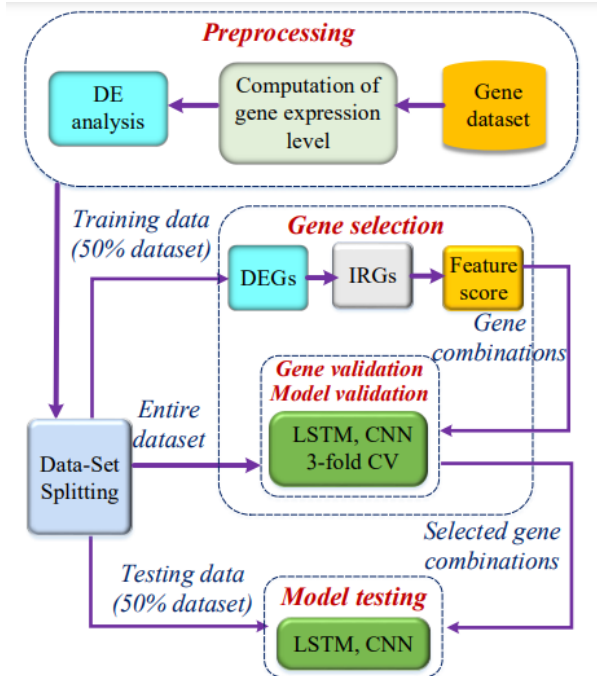 Preprocessing
DE
analysis
Computation of
gene expression
level
Gene
dataset
Training data
(50% dataset)
Gene selection
DEGs
IRGs
Feature
score
Gene
combinations
Gene validation
Model validation
LSTM, CNN
3-fold CV
Entire
dataset
Data-Set
Splitting
Selected gene
combinations
Testing data
(50% dataset)
Model testing
LSTM, CNN